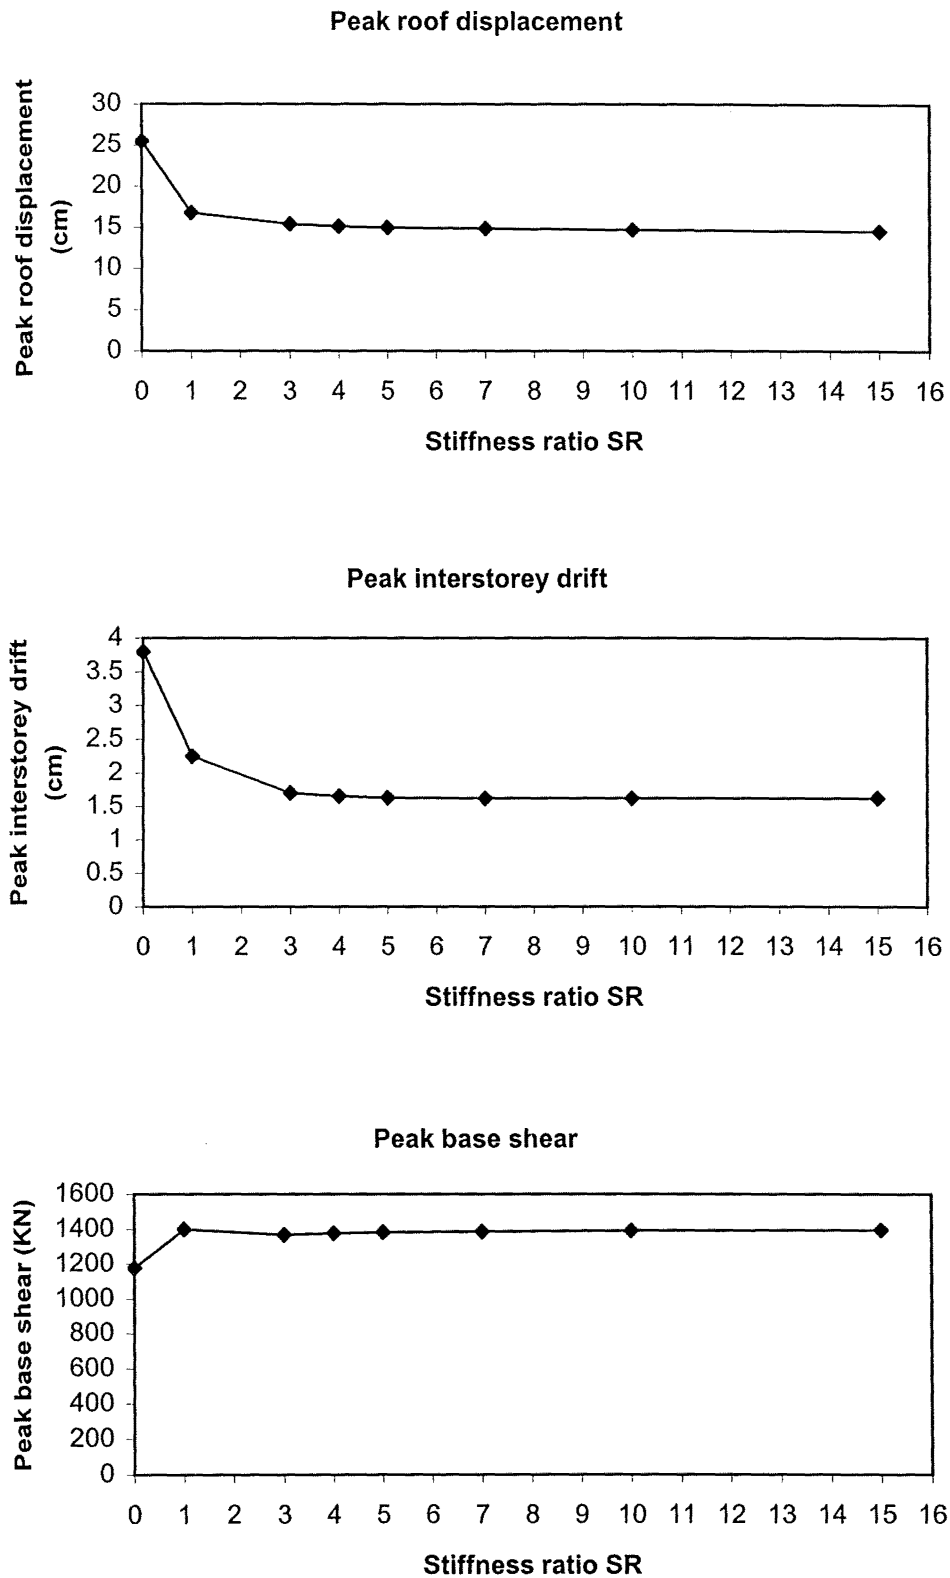 Peak roof displacement
Peak roof displacement
(cm)
30
25
20
15
10
5
0
0 1 2 3 4 5 6 7 8 9 10 11 12 13 14 15 16
Stiffness ratio SR
Peak interstorey drift
Peak interstorey drift
(cm)
4
3.5
3
2.5
2
1.5
1
0.5
0
0 1 2 3 4 5 6 7 8 9 10 11 12 13 14 15 16
Stiffness ratio SR
Peak base shear
Peak base shear (KN)
1600
1400
1200
1000
800
600
400
200
0
0 1 2 3 4 5 6 7 8 9 10 11 12 13 14 15 16
Stiffness ratio SR